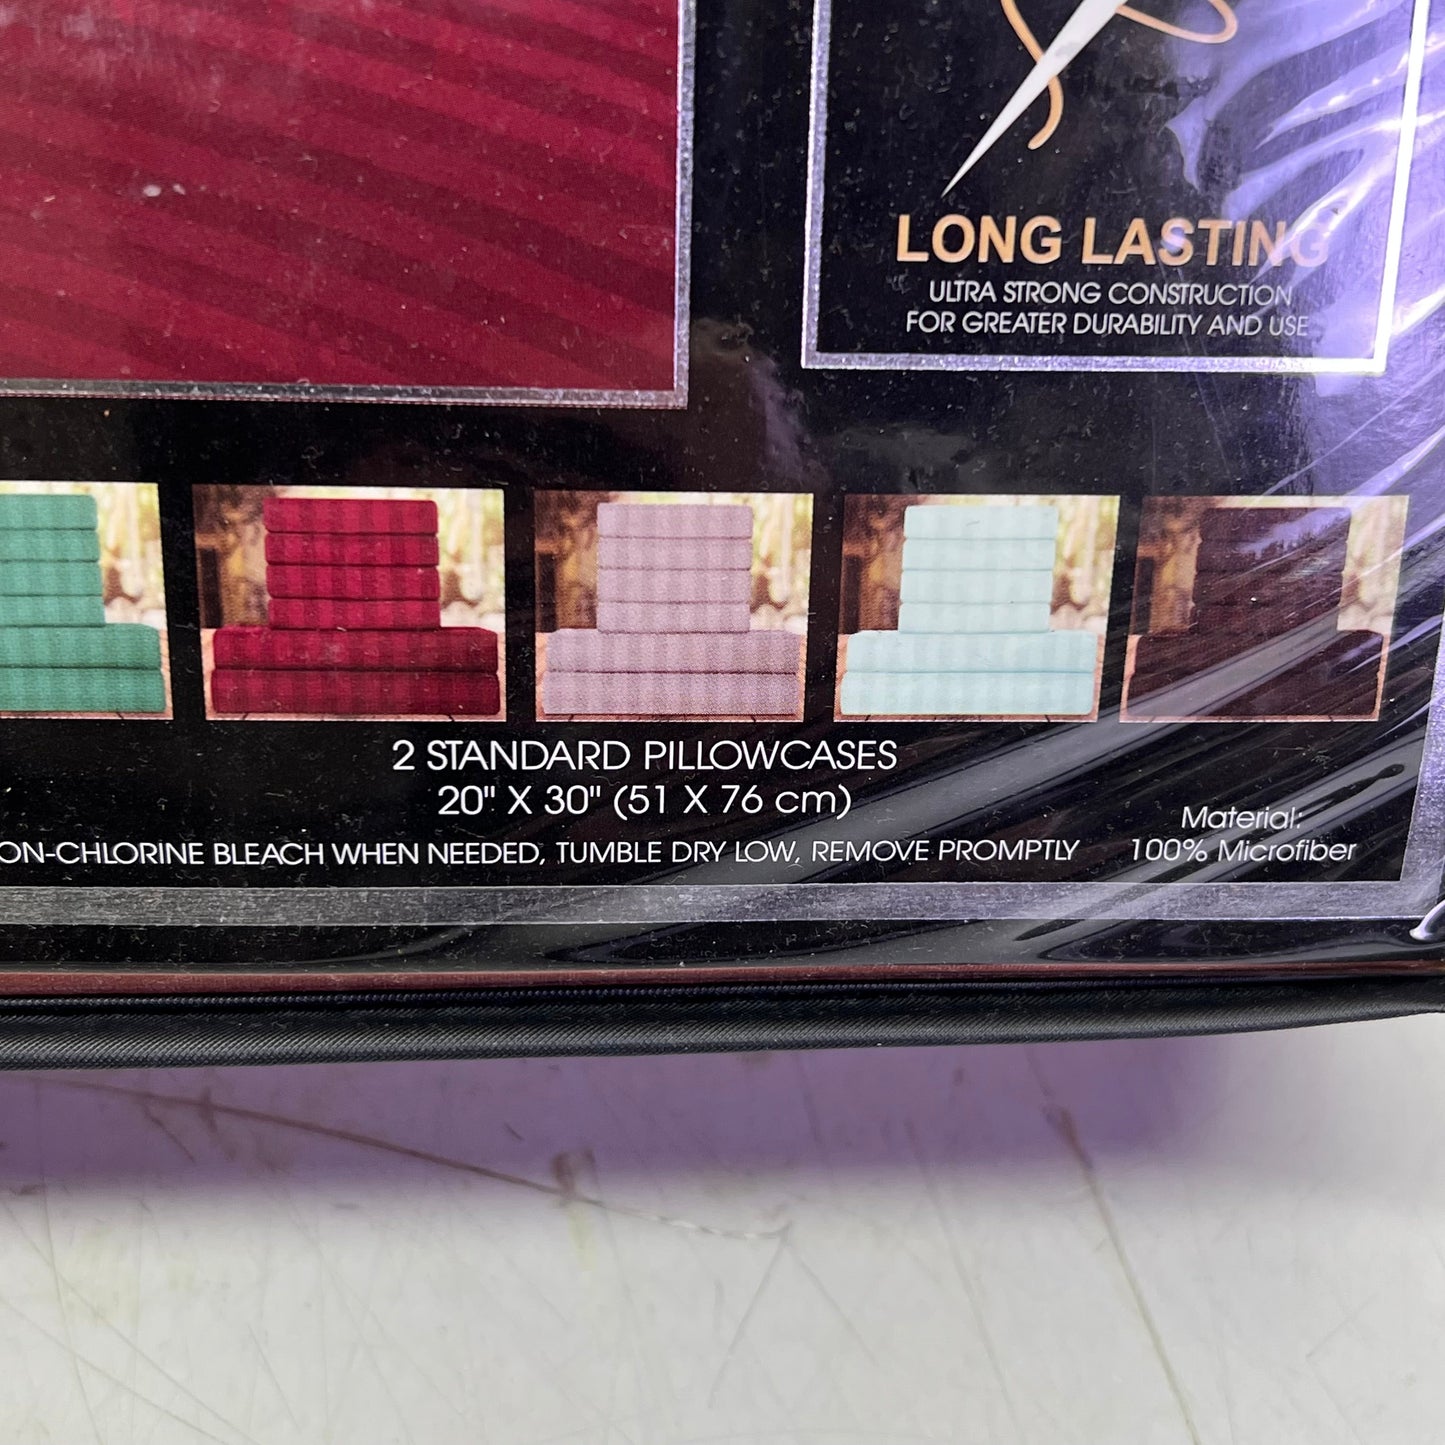 LONG LASTING
ULTRA STRONG CONSTRUCTION
FOR GREATER DURABILITY AND USE
2 STANDARD PILLOWCASES
20" X 30" (51 X 76 cm)
ON-CHLORINE BLEACH WHEN NEEDED, TUMBLE DRY LOW, REMOVE PROMPTLY
Material:
100% Microfiber